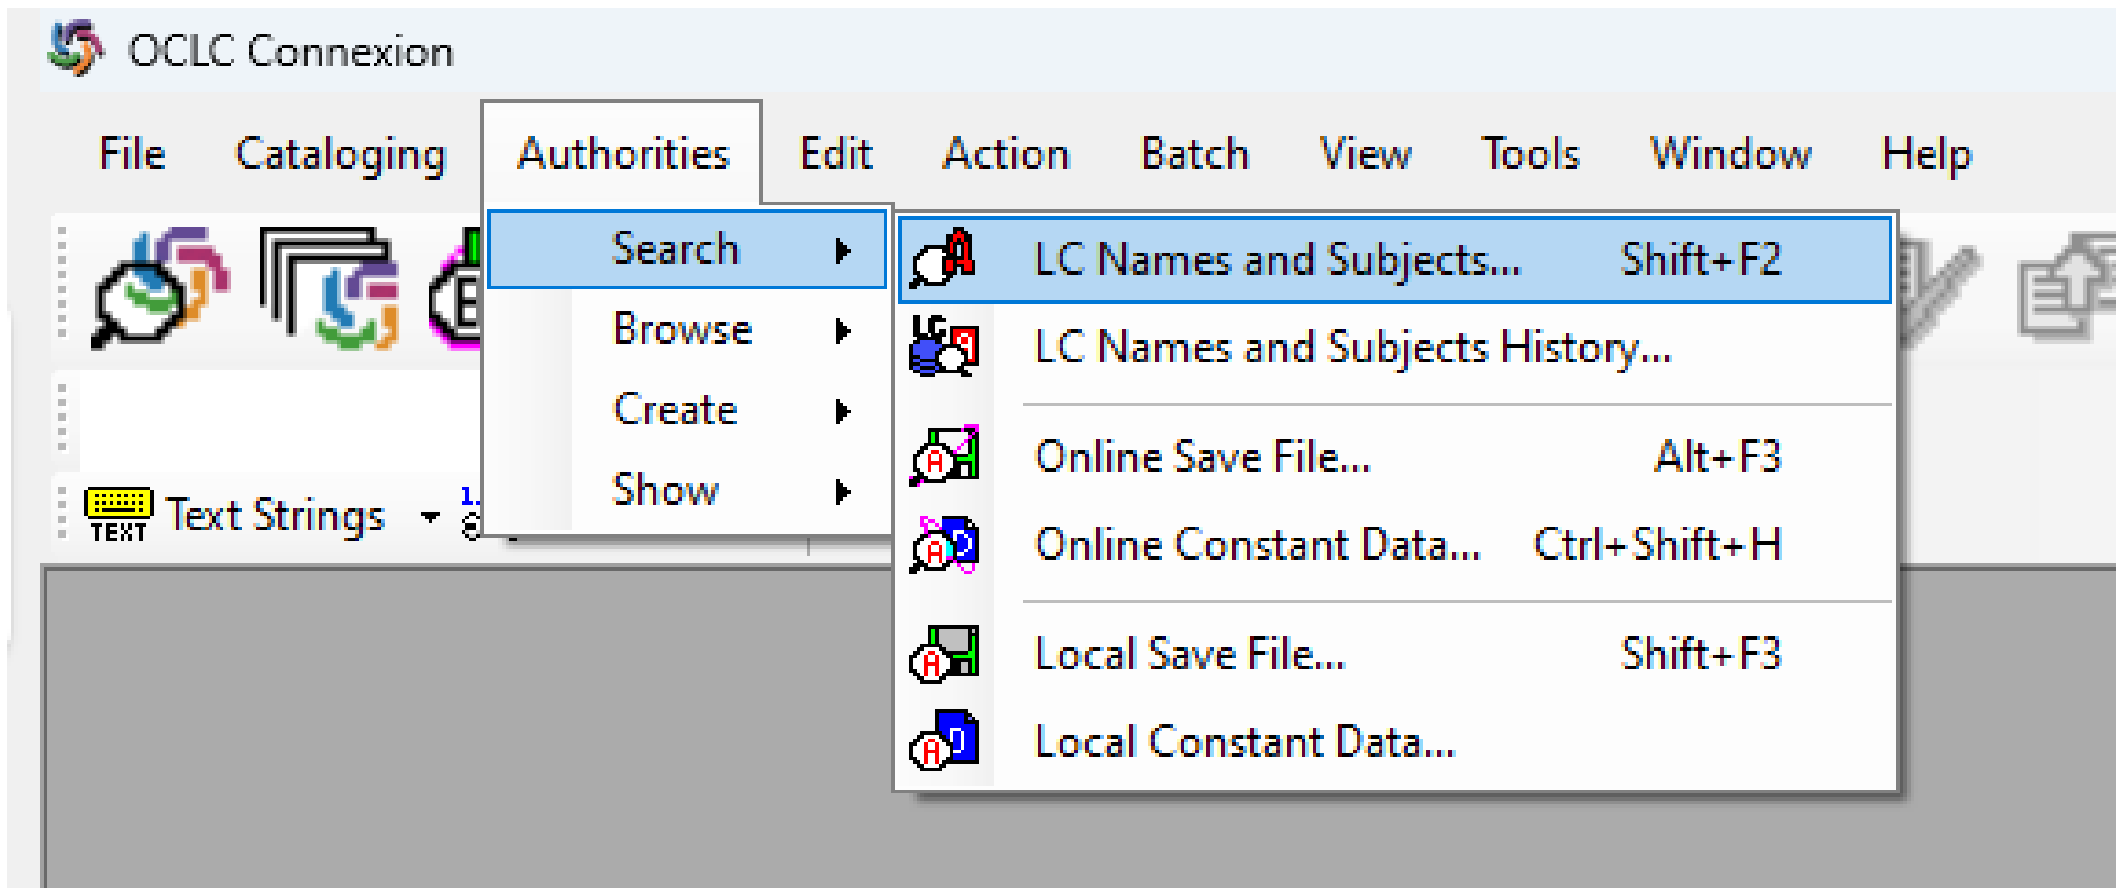 OCLC Connexion
File Cataloging Authorities Edit Action Batch View Tools Window Help
Search
Browse
Create
Show
LC Names and Subjects... Shift+F2
LC Names and Subjects History...
Online Save File... Alt+F3
Online Constant Data... Ctrl+Shift+H
Local Save File... Shift+F3
Local Constant Data...
TEXT Text Strings